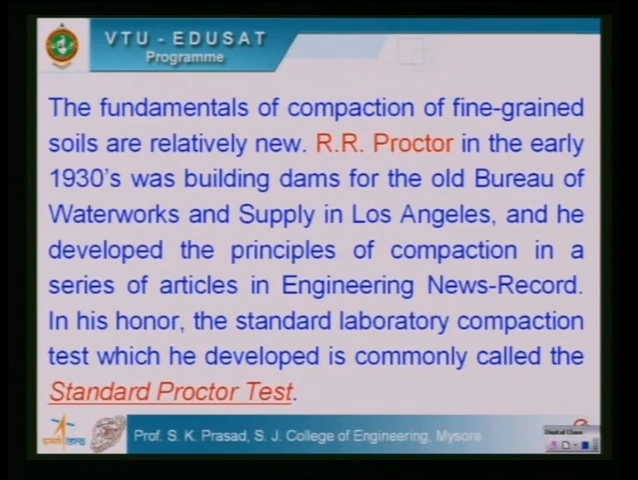 VTU - EDUSAT
Programme
The fundamentals of compaction of fine-grained
soils are relatively new. R.R. Proctor in the early
1930's was building dams for the old Bureau of
Waterworks and Supply in Los Angeles, and he
developed the principles of compaction in a
series of articles in Engineering News-Record.
In his honor, the standard laboratory compaction
test which he developed is commonly called the
Standard Proctor Test.
Prof. S. K. Prasad, S. J. College of Engineering, Mysore